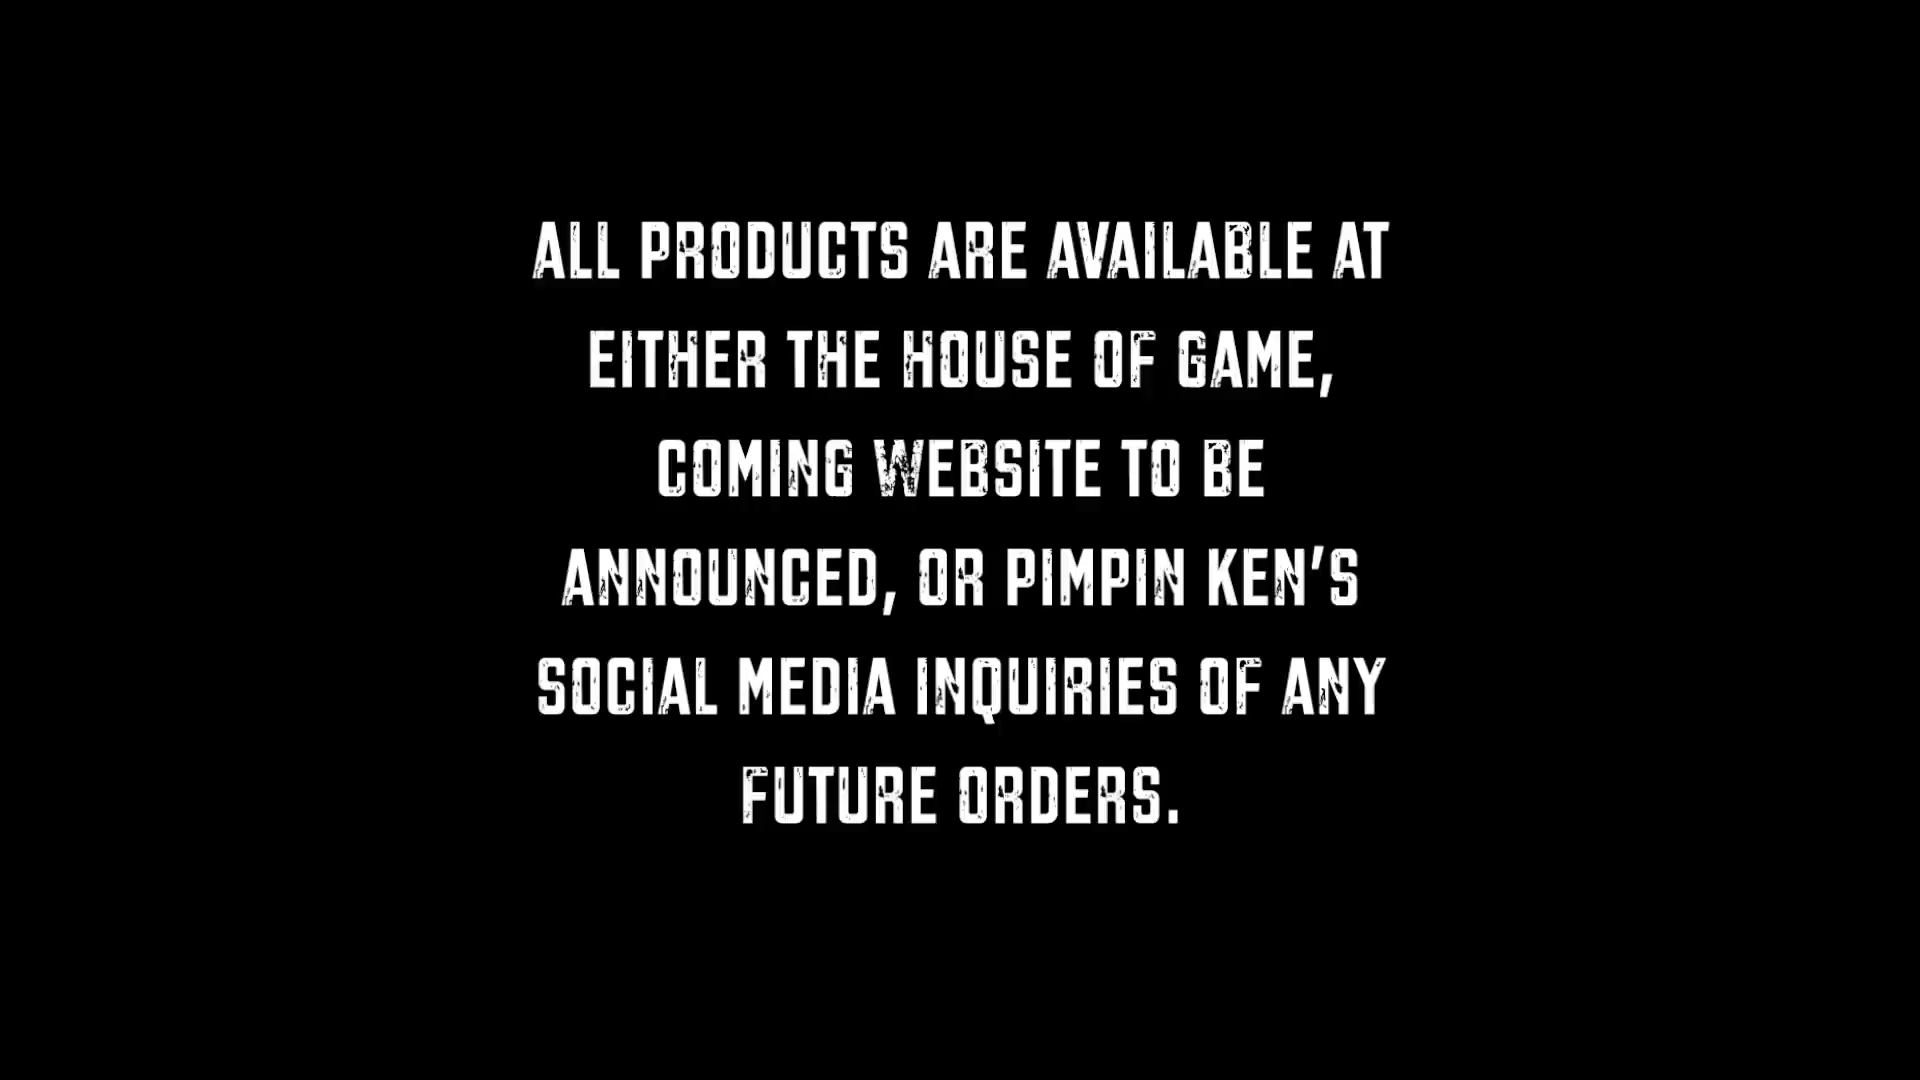 ALL PRODUCTS ARE AVAILABLE AT
EITHER THE HOUSE OF GAME,
COMING WEBSITE TO BE
ANNOUNCED, OR PIMPIN KEN'S
SOCIAL MEDIA INQUIRIES OF ANY
FUTURE ORDERS.